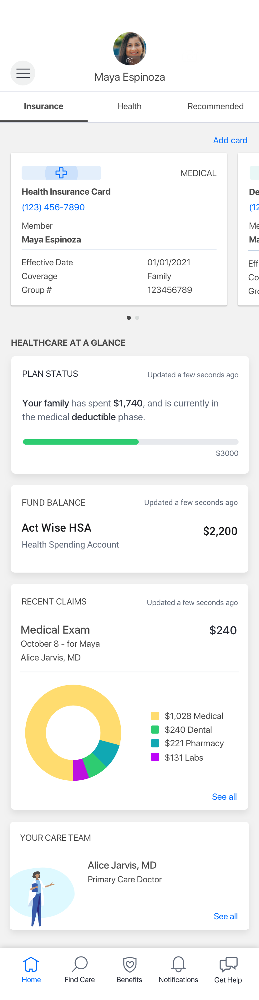 Maya Espinoza
Insurance Health Recommended
Add card
MEDICAL
Health Insurance Card
(123) 456-7890
Member
Maya Espinoza
Effective Date 01/01/2021
Coverage Family
Group # 123456789
De
(12
Me
Ma
Eff
Co
Gro
HEALTHCARE AT A GLANCE
PLAN STATUS Updated a few seconds ago
Your family has spent $1,740, and is currently in
the medical deductible phase.
$3000
FUND BALANCE Updated a few seconds ago
Act Wise HSA $2,200
Health Spending Account
RECENT CLAIMS Updated a few seconds ago
Medical Exam $240
October 8 - for Maya
Alice Jarvis, MD
$1,028 Medical
$240 Dental
$221 Pharmacy
$131 Labs
See all
YOUR CARE TEAM
Alice Jarvis, MD
Primary Care Doctor
See all
Home Find Care Benefits Notifications Get Help